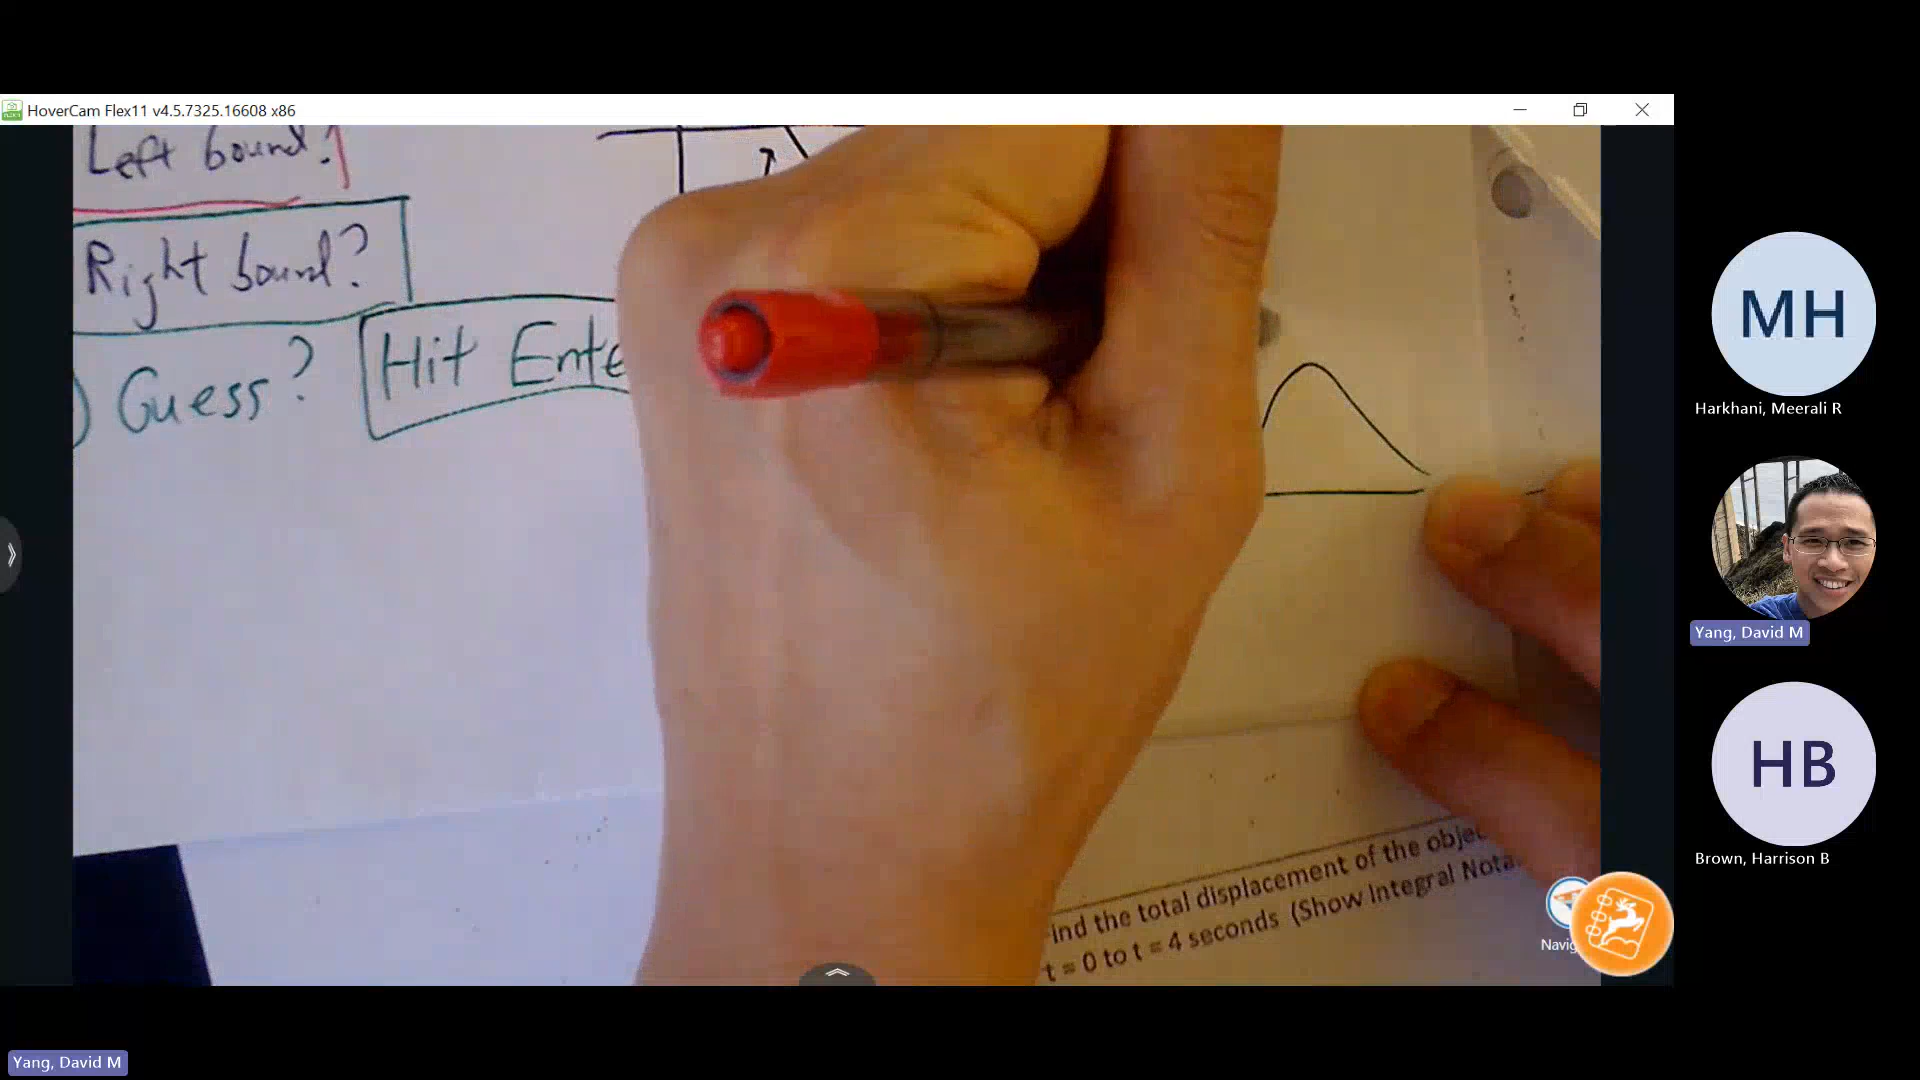 HoverCam Flex11 v4.5.7325.16608 x86
Left bound?
Right bound?
) Guess?
Hit Ente
ind the total displacement of the objec
t = 0 to t = 4 seconds (Show Integral Nota
Navig
MH
Harkhani, Meerali R
Yang, David M
HB
Brown, Harrison B
Yang, David M